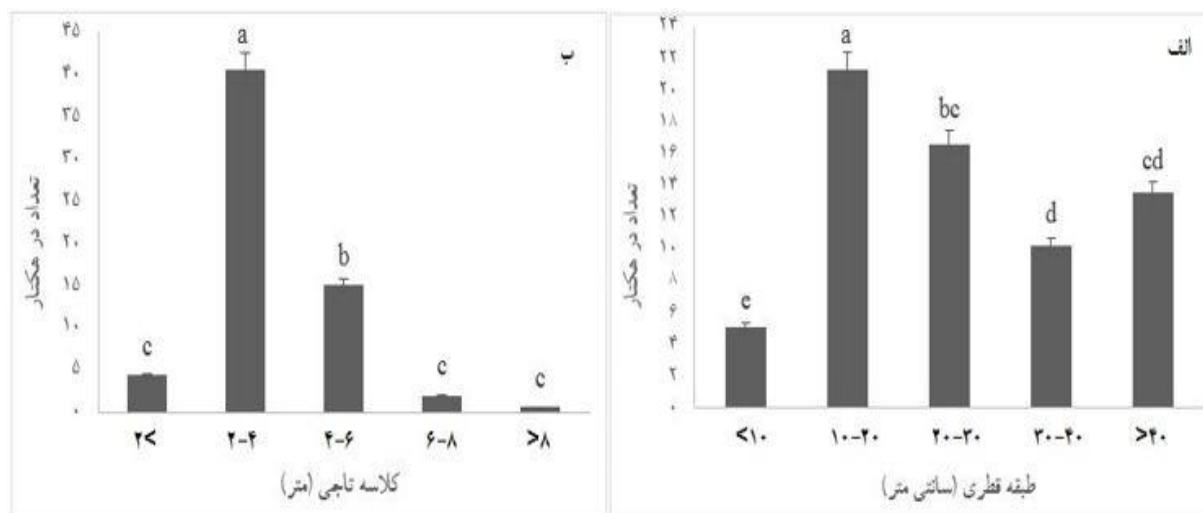 الف
تعداد در هکتار
۲۴
۲۲
۲۰
۱۸
۱۶
۱۴
۱۲
۱۰
۸
۶
۴
۲
۰
e
a
bc
d
cd
<۱۰
۱۰-۲۰
۲۰-۳۰
۳۰-۴۰
>۴۰
طبقه قطری (سانتی متر)
ب
تعداد در هکتار
۴۵
۴۰
۳۵
۳۰
۲۵
۲۰
۱۵
۱۰
۵
۰
c
a
b
c
c
۲>
۲-۴
۴-۶
۶-۸
>۸
کلاسه تاجی (متر)